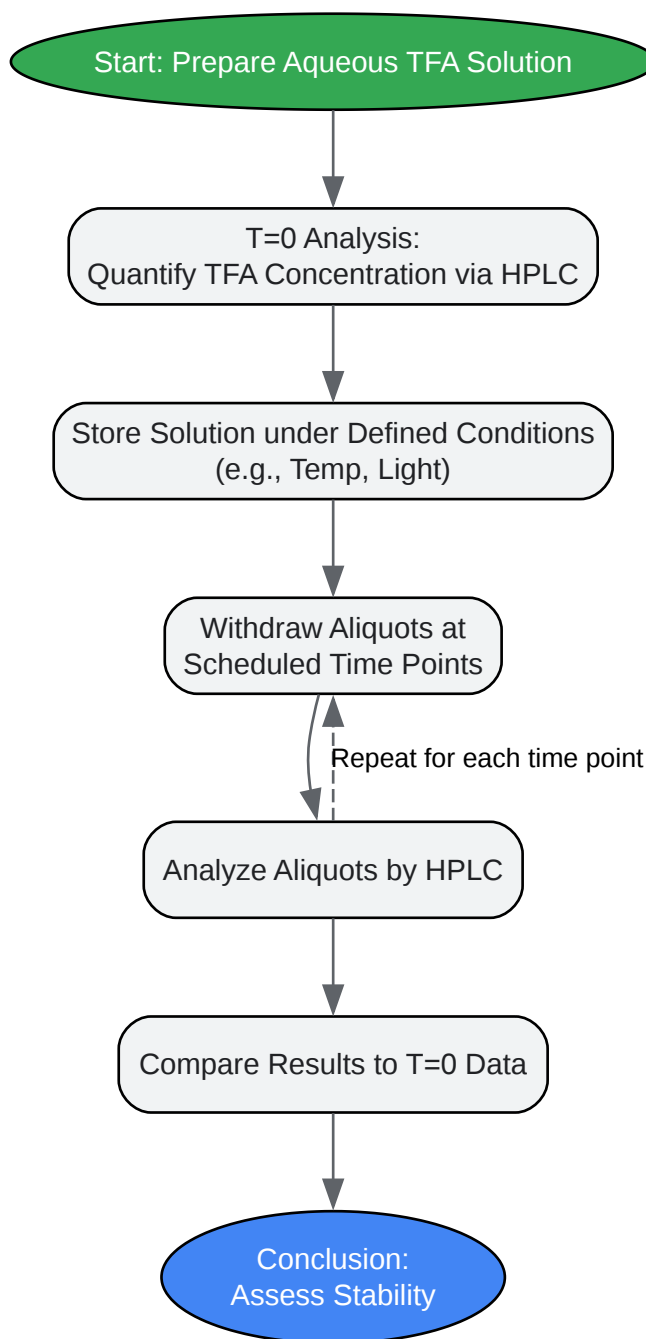 Start: Prepare Aqueous TFA Solution
T=0 Analysis:
Quantify TFA Concentration via HPLC
Store Solution under Defined Conditions
(e.g., Temp, Light)
Withdraw Aliquots at
Scheduled Time Points
Repeat for each time point
Analyze Aliquots by HPLC
Compare Results to T=0 Data
Conclusion:
Assess Stability